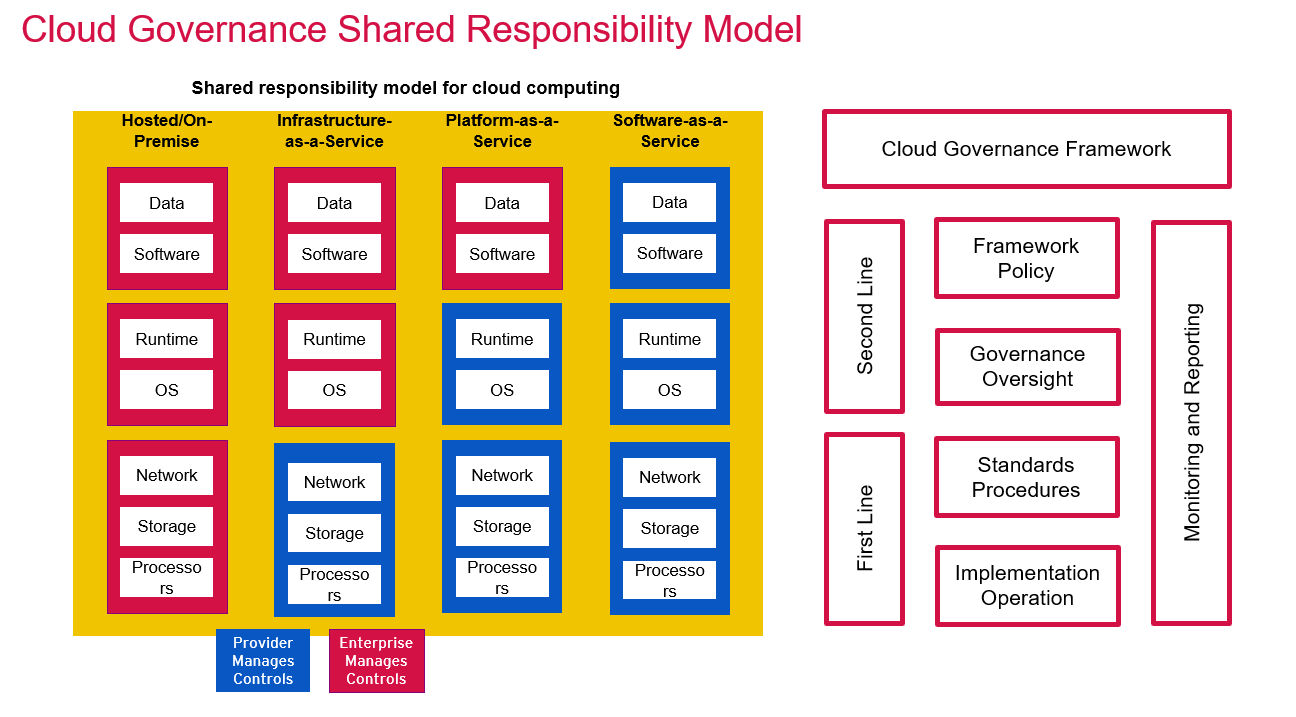 Cloud Governance Shared Responsibility Model
Shared responsibility model for cloud computing
Hosted/On-
Premise
Infrastructure-
as-a-Service
Platform-as-a-
Service
Software-as-a-
Service
Data
Software
Runtime
OS
Network
Storage
Processo
rs
Data
Software
Runtime
OS
Network
Storage
Processo
rs
Data
Software
Runtime
OS
Network
Storage
Processo
rs
Data
Software
Runtime
OS
Network
Storage
Processo
rs
Provider
Manages
Controls
Enterprise
Manages
Controls
Cloud Governance Framework
Second Line
First Line
Framework
Policy
Governance
Oversight
Standards
Procedures
Implementation
Operation
Monitoring and Reporting